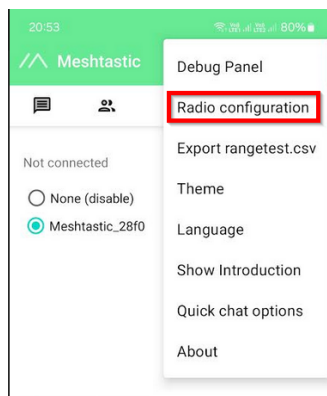 20:53
80%
Meshtastic
Debug Panel
Radio configuration
Export rangetest.csv
Theme
Language
Show Introduction
Quick chat options
About
Not connected
None (disable)
Meshtastic_28f0